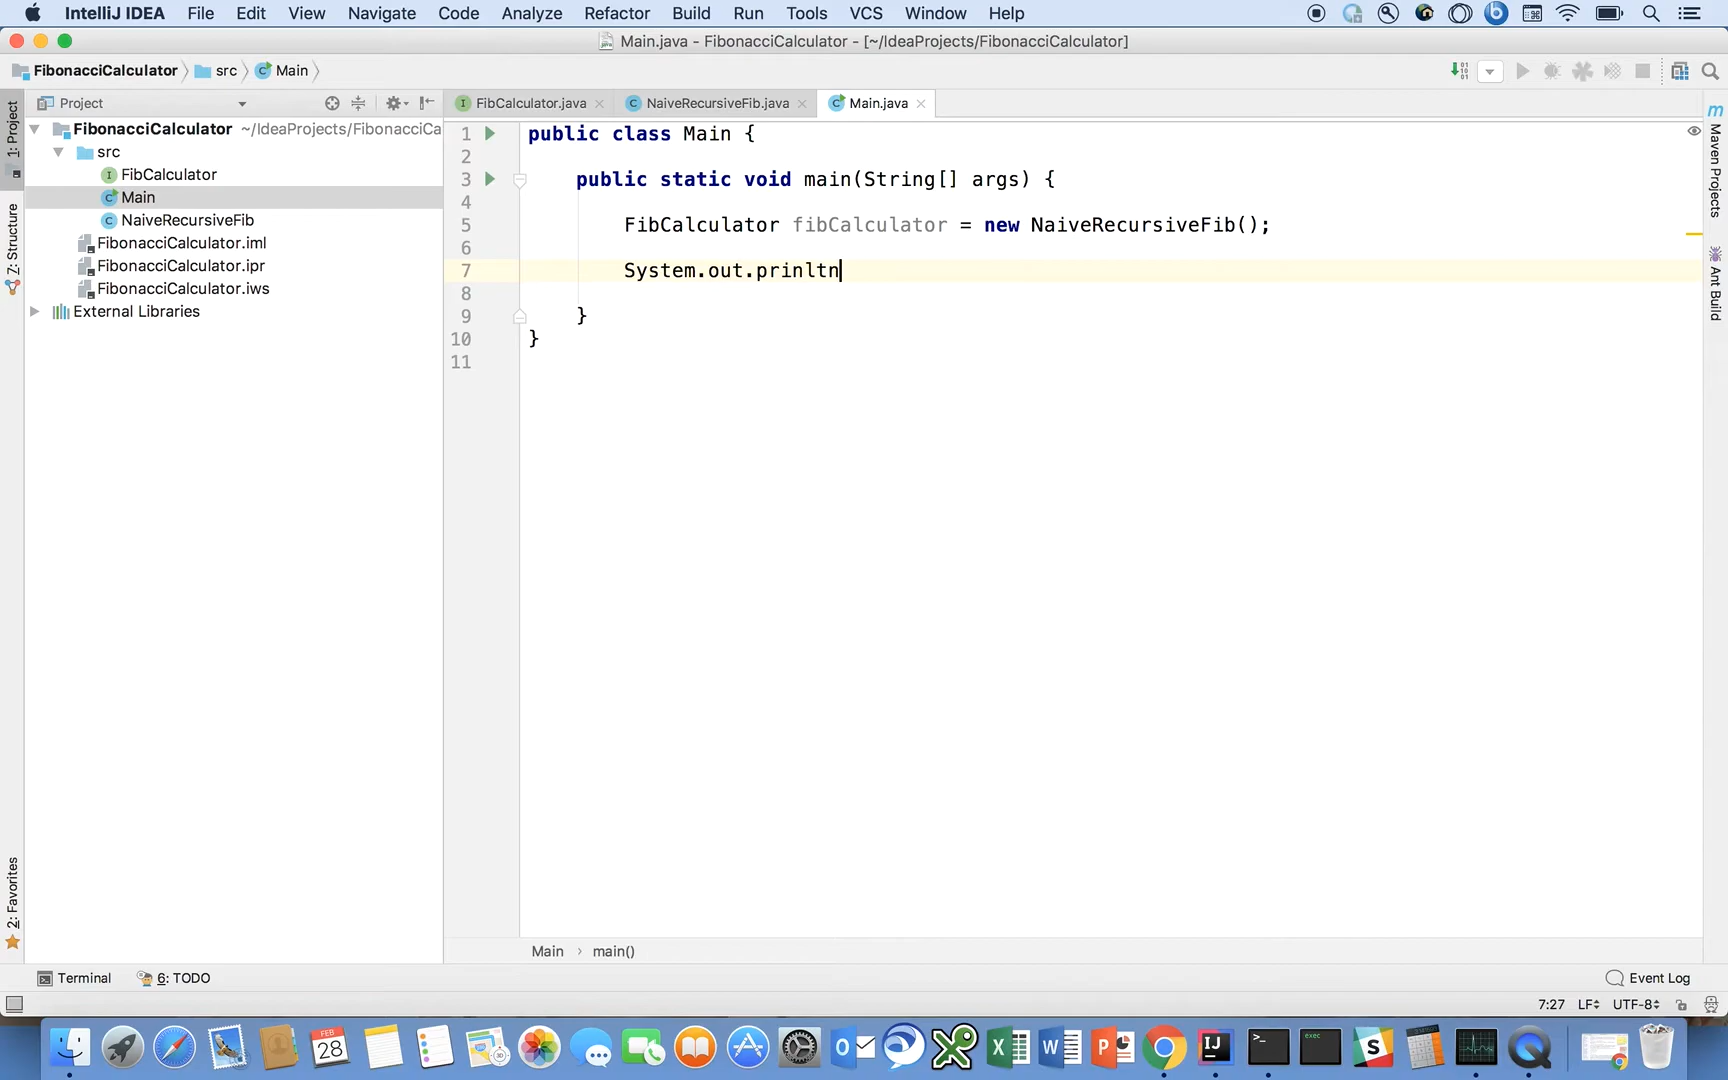 IntelliJ IDEA File Edit View Navigate Code Analyze Refactor Build Run Tools VCS Window Help
Main.java - FibonacciCalculator - [~/IdeaProjects/FibonacciCalculator]
FibonacciCalculator src Main
Project
FibCalculator.java NaiveRecursiveFib.java Main.java
1: Project
7: Structure
2: Favorites
FibonacciCalculator ~/IdeaProjects/FibonacciCa
src
FibCalculator
Main
NaiveRecursiveFib
FibonacciCalculator.iml
FibonacciCalculator.ipr
FibonacciCalculator.iws
External Libraries
1 public class Main {
2
3 public static void main(String[] args) {
4
5 FibCalculator fibCalculator = new NaiveRecursiveFib();
6
7 System.out.prinltn
8
9 }
10 }
11
Maven Projects
Ant Build
Main › main()
Terminal 6: TODO Event Log
7:27 LF UTF-8
FEB
28